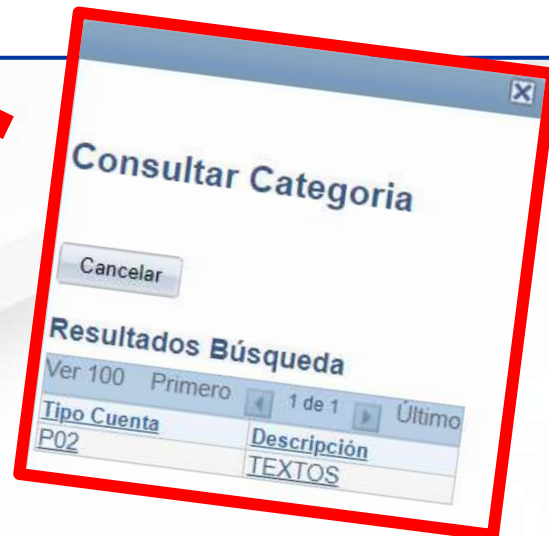 Consultar Categoria
Cancelar
Resultados Búsqueda
Ver 100 Primero 1 de 1 Último
Tipo Cuenta Descripción
P02 TEXTOS